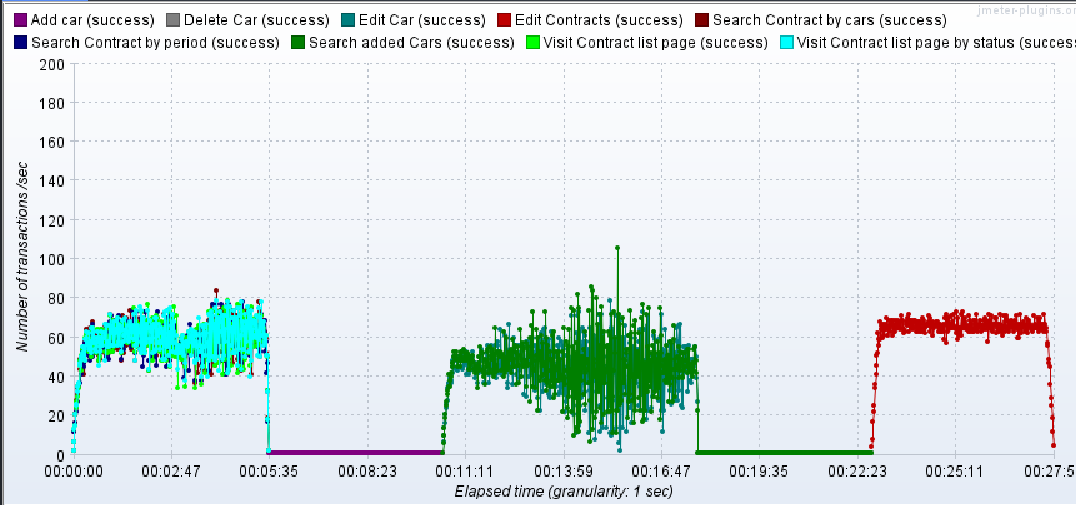 jmeter-plugins.or
Add car (success) Delete Car (success) Edit Car (success) Edit Contracts (success) Search Contract by cars (success)
Search Contract by period (success) Search added Cars (success) Visit Contract list page (success) Visit Contract list page by status (success
200
180
160
140
120
100
80
60
40
20
0
Number of transactions /sec
00:00:00 00:02:47 00:05:35 00:08:23 00:11:11 00:13:59 00:16:47 00:19:35 00:22:23 00:25:11 00:27:5
Elapsed time (granularity: 1 sec)